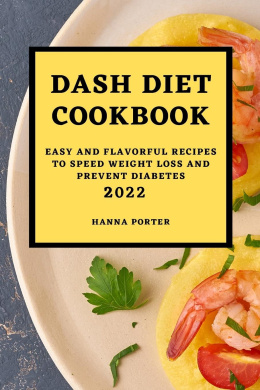 DASH DIET
COOKBOOK
EASY AND FLAVORFUL RECIPES
TO SPEED WEIGHT LOSS AND
PREVENT DIABETES
2022
HANNA PORTER